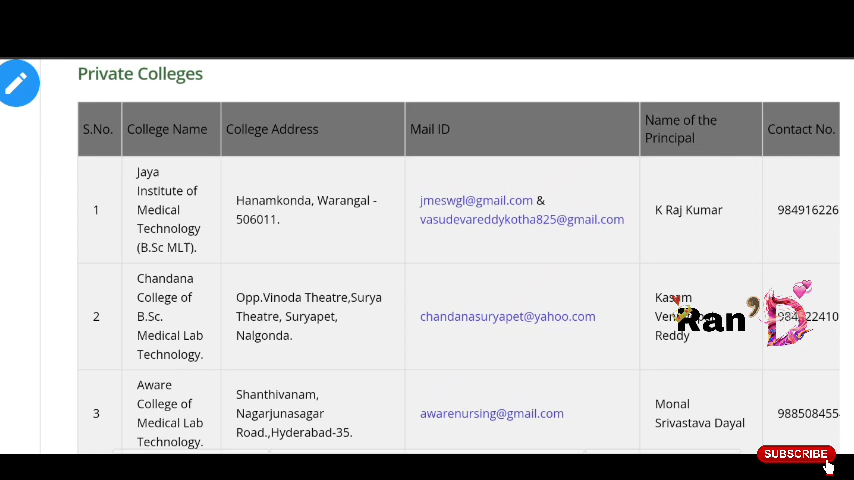 Private Colleges
S.No.
College Name
College Address
Mail ID
Name of the
Principal
Contact No.
1
Jaya
Institute of
Medical
Technology
(B.Sc MLT).
Hanamkonda, Warangal -
506011.
jmeswgl@gmail.com &
vasudevareddykotha825@gmail.com
K Raj Kumar
984916226
2
Chandana
College of
B.Sc.
Medical Lab
Technology.
Opp.Vinoda Theatre,Surya
Theatre, Suryapet,
Nalgonda.
chandanasuryapet@yahoo.com
Reddy
Ran'D
3
Aware
College of
Medical Lab
Technology.
Shanthivanam,
Nagarjunasagar
Road.,Hyderabad-35.
awarenursing@gmail.com
Monal
Srivastava Dayal
988508455
SUBSCRIBE